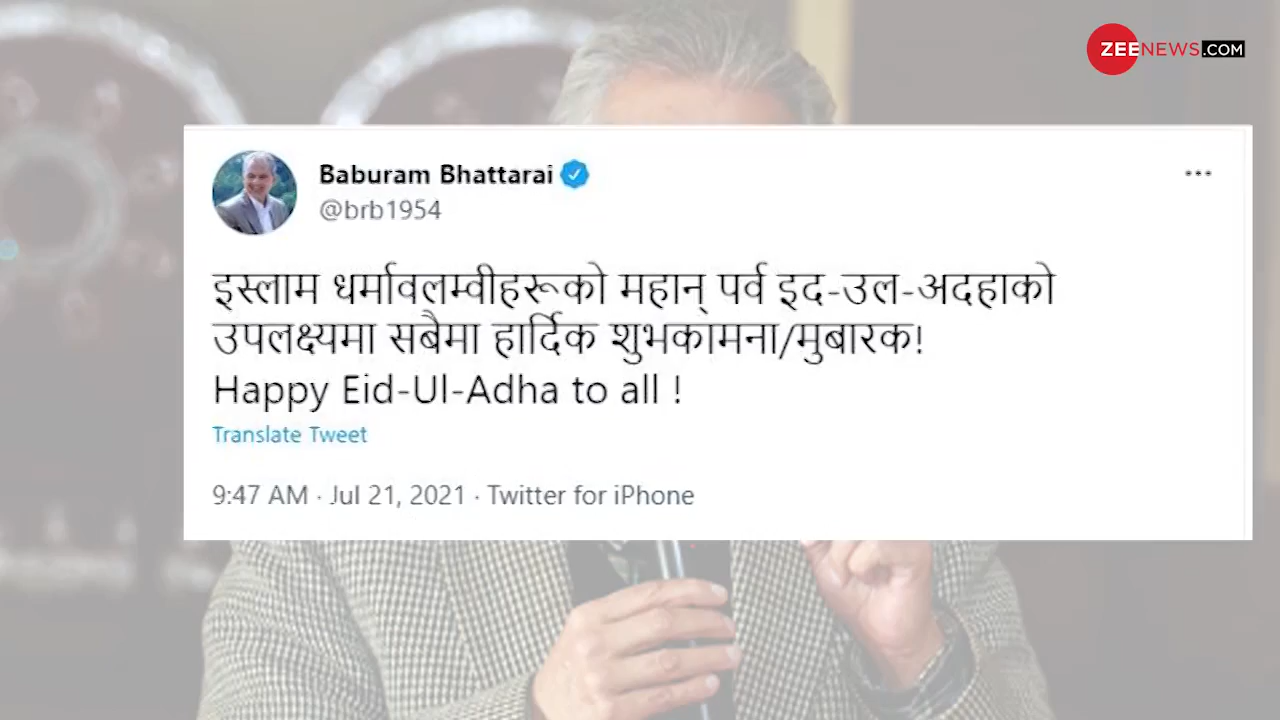 ZEENEWS.COM
Baburam Bhattarai
@brb1954
इस्लाम धर्मावलम्वीहरूको महान् पर्व इद-उल-अदहाको
उपलक्ष्यमा सबैमा हार्दिक शुभकामना/मुबारक!
Happy Eid-Ul-Adha to all !
Translate Tweet
9:47 AM · Jul 21, 2021 · Twitter for iPhone